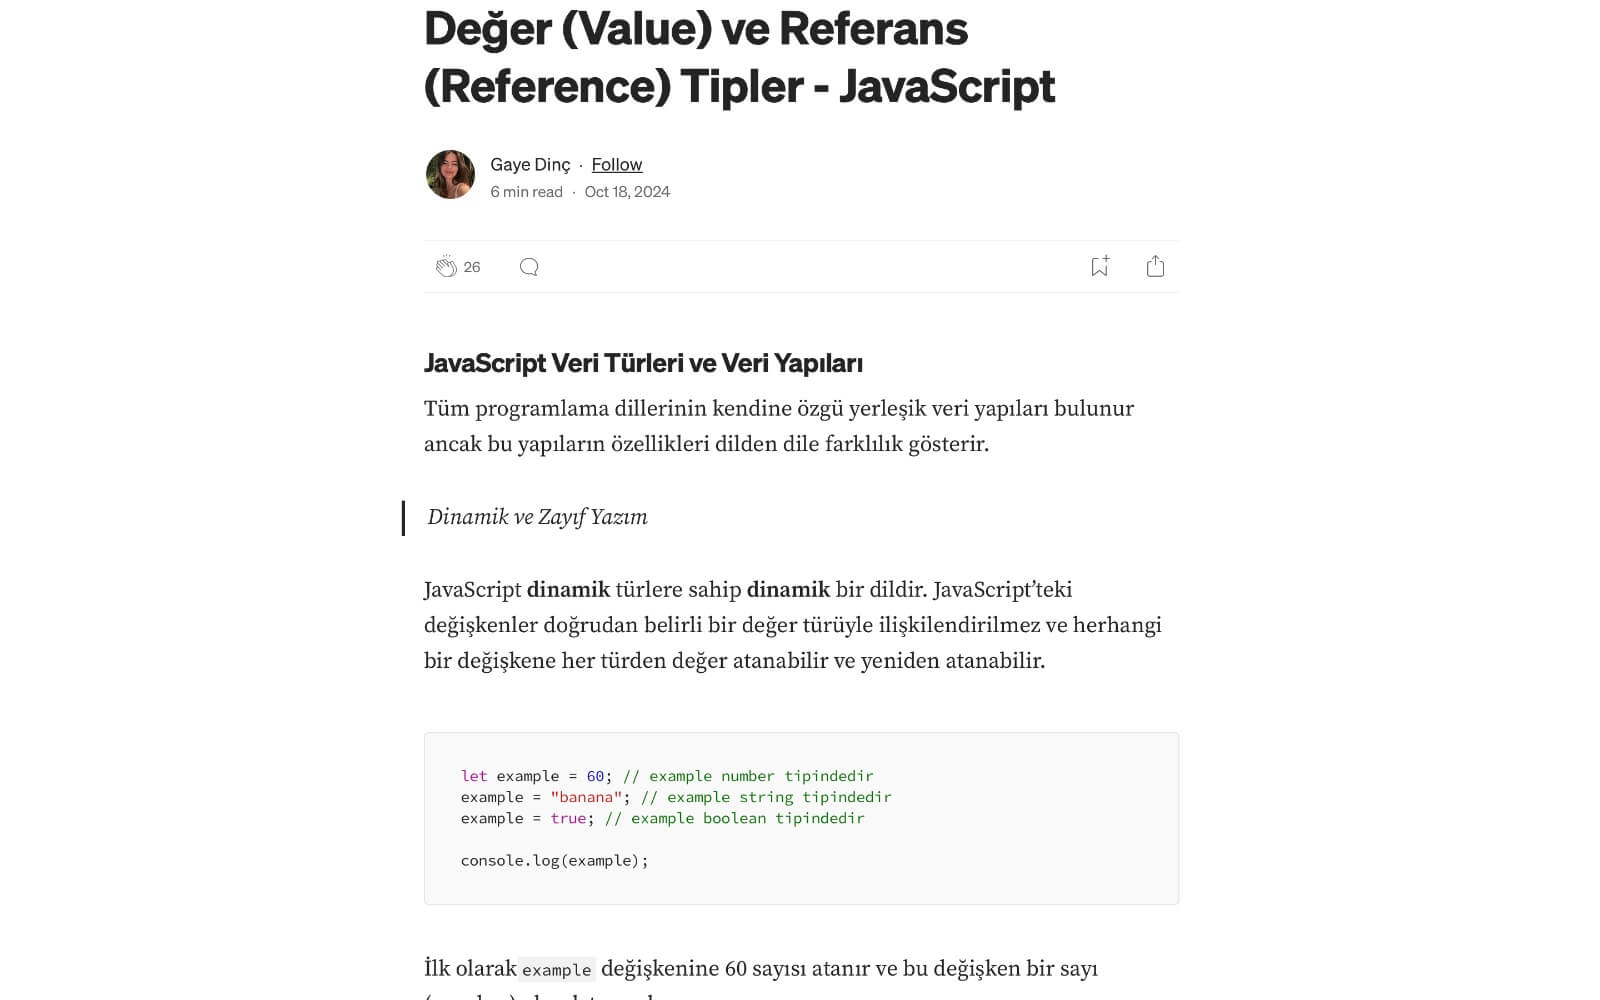 Değer (Value) ve Referans
(Reference) Tipler - JavaScript
Gaye Dinç · Follow
6 min read · Oct 18, 2024
26
JavaScript Veri Türleri ve Veri Yapıları
Tüm programlama dillerinin kendine özgü yerleşik veri yapıları bulunur
ancak bu yapıların özellikleri dilden dile farklılık gösterir.
Dinamik ve Zayıf Yazım
JavaScript dinamik türlere sahip dinamik bir dildir. JavaScript’teki
değişkenler doğrudan belirli bir değer türüyle ilişkilendirilmez ve herhangi
bir değişkene her türden değer atanabilir ve yeniden atanabilir.
let example = 60; // example number tipindedir
example = "banana"; // example string tipindedir
example = true; // example boolean tipindedir
console.log(example);
İlk olarak example değişkenine 60 sayısı atanır ve bu değişken bir sayı